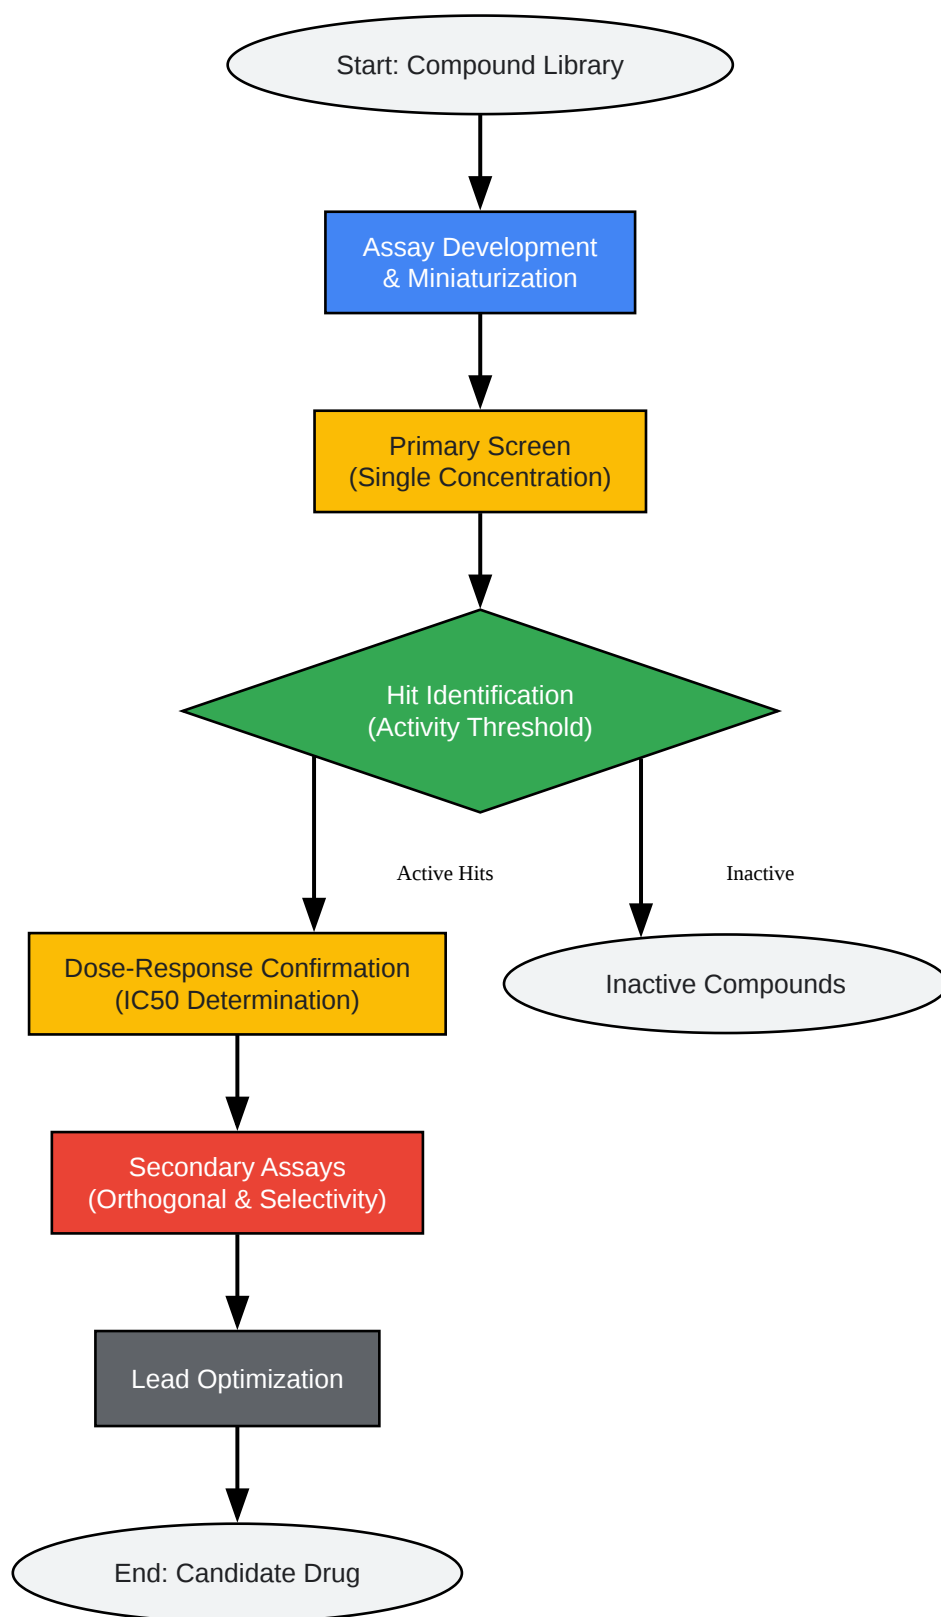 Start: Compound Library
Assay Development
& Miniaturization
Primary Screen
(Single Concentration)
Hit Identification
(Activity Threshold)
Active Hits
Inactive
Dose-Response Confirmation
(IC50 Determination)
Inactive Compounds
Secondary Assays
(Orthogonal & Selectivity)
Lead Optimization
End: Candidate Drug